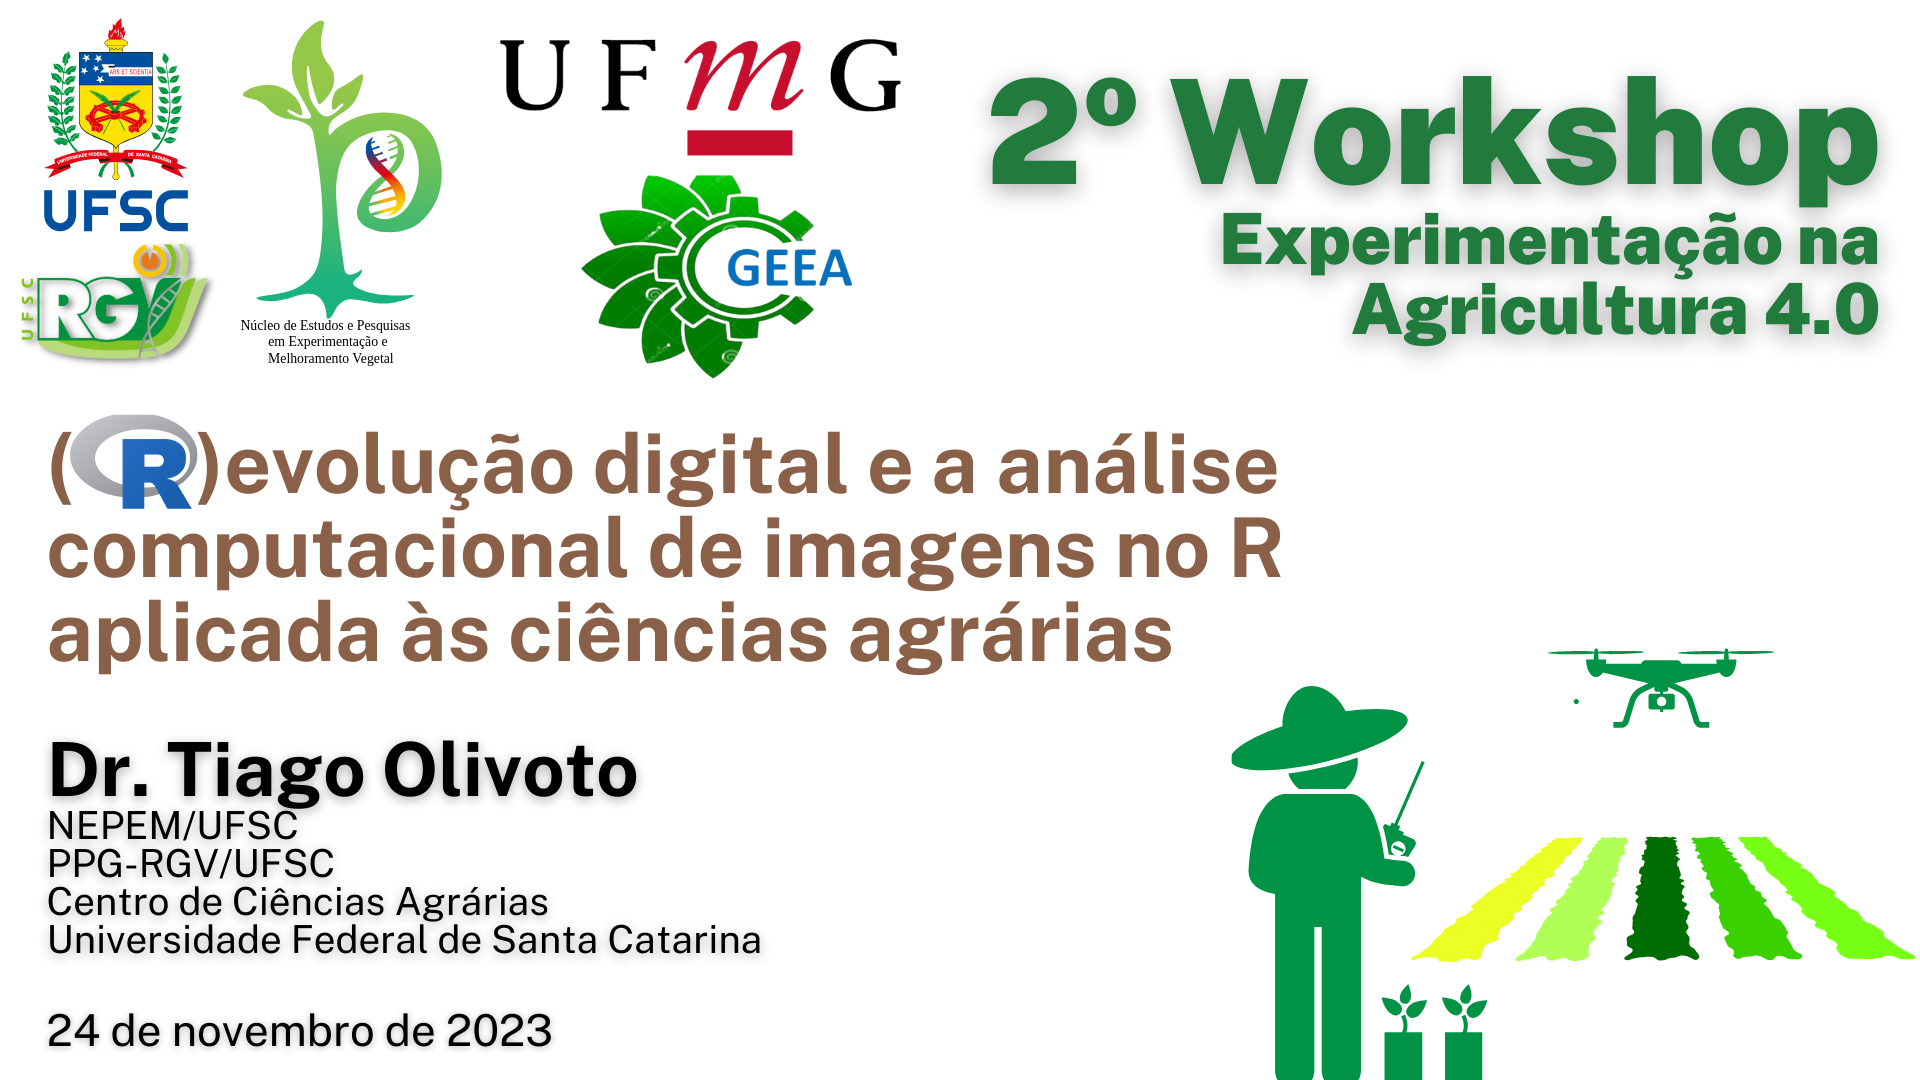 ARS ET SCIENTIA
UNIVERSIDADE FEDERAL DE SANTA CATARINA
UFSC
UFSC
RGV
Núcleo de Estudos e Pesquisas
em Experimentação e
Melhoramento Vegetal
UFmG
GEEA
2º Workshop
Experimentação na
Agricultura 4.0
(R)evolução digital e a análise
computacional de imagens no R
aplicada às ciências agrárias
Dr. Tiago Olivoto
NEPEM/UFSC
PPG-RGV/UFSC
Centro de Ciências Agrárias
Universidade Federal de Santa Catarina
24 de novembro de 2023